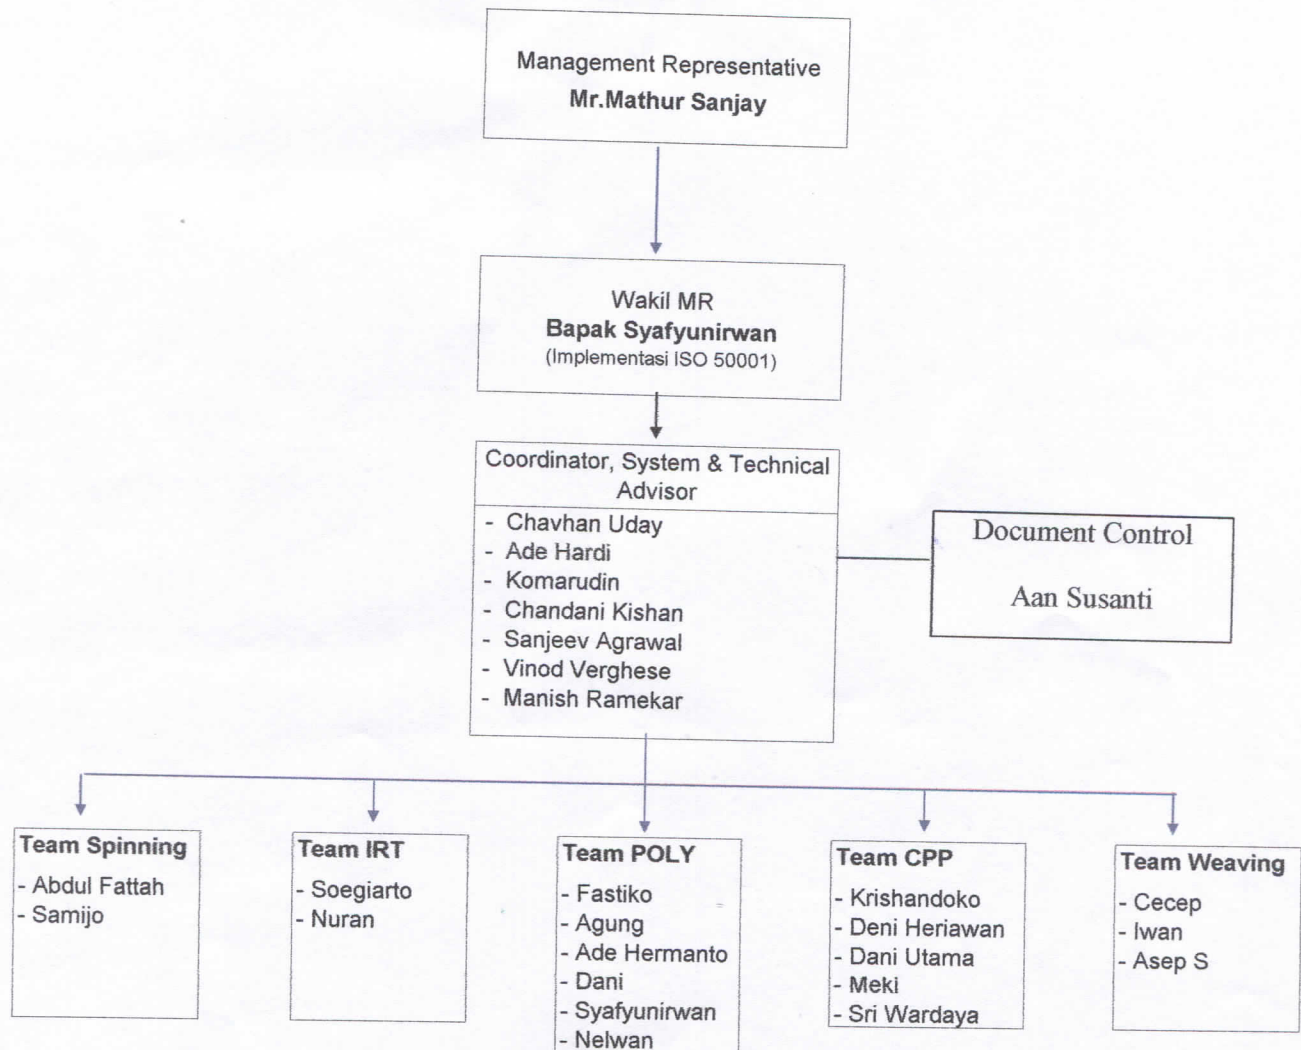 Management Representative
Mr.Mathur Sanjay
Wakil MR
Bapak Syafyunirwan
(Implementasi ISO 50001)
Coordinator, System & Technical
Advisor
- Chavhan Uday
- Ade Hardi
- Komarudin
- Chandani Kishan
- Sanjeev Agrawal
- Vinod Verghese
- Manish Ramekar
Document Control
Aan Susanti
Team Spinning
- Abdul Fattah
- Samijo
Team IRT
- Soegiarto
- Nuran
Team POLY
- Fastiko
- Agung
- Ade Hermanto
- Dani
- Syafyunirwan
- Nelwan
Team CPP
- Krishandoko
- Deni Heriawan
- Dani Utama
- Meki
- Sri Wardaya
Team Weaving
- Cecep
- Iwan
- Asep S